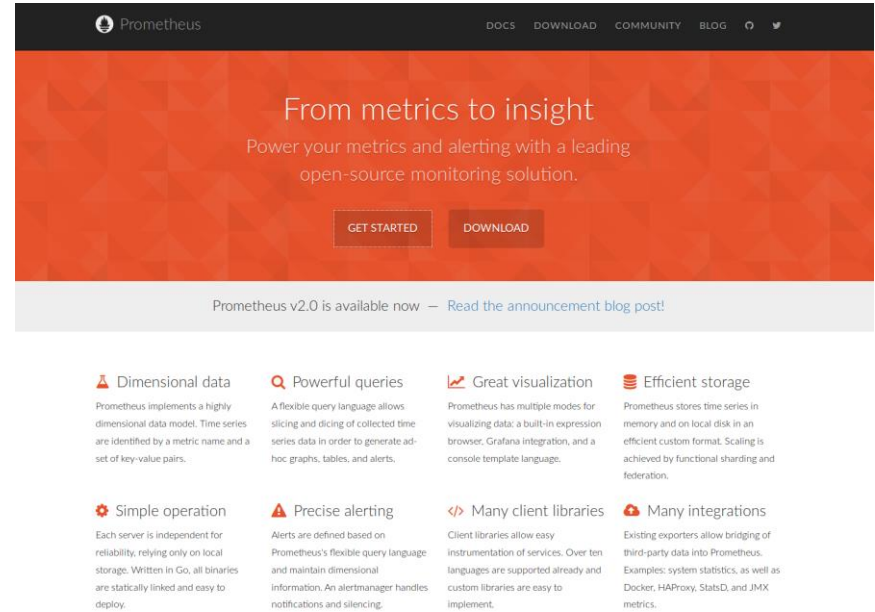 Prometheus
DOCS DOWNLOAD COMMUNITY BLOG
From metrics to insight
Power your metrics and alerting with a leading
open-source monitoring solution.
GET STARTED DOWNLOAD
Prometheus v2.0 is available now — Read the announcement blog post!
Dimensional data
Prometheus implements a highly
dimensional data model. Time series
are identified by a metric name and a
set of key-value pairs.
Powerful queries
A flexible query language allows
slicing and dicing of collected time
series data in order to generate ad-
hoc graphs, tables, and alerts.
Great visualization
Prometheus has multiple modes for
visualizing data: a built-in expression
browser, Grafana integration, and a
console template language.
Efficient storage
Prometheus stores time series in
memory and on local disk in an
efficient custom format. Scaling is
achieved by functional sharding and
federation.
Simple operation
Each server is independent for
reliability, relying only on local
storage. Written in Go, all binaries
are statically linked and easy to
deploy.
Precise alerting
Alerts are defined based on
Prometheus's flexible query language
and maintain dimensional
information. An alertmanager handles
notifications and silencing.
Many client libraries
Client libraries allow easy
instrumentation of services. Over ten
languages are supported already and
custom libraries are easy to
implement.
Many integrations
Existing exporters allow bridging of
third-party data into Prometheus.
Examples: system statistics, as well as
Docker, HAProxy, StatsD, and JMX
metrics.